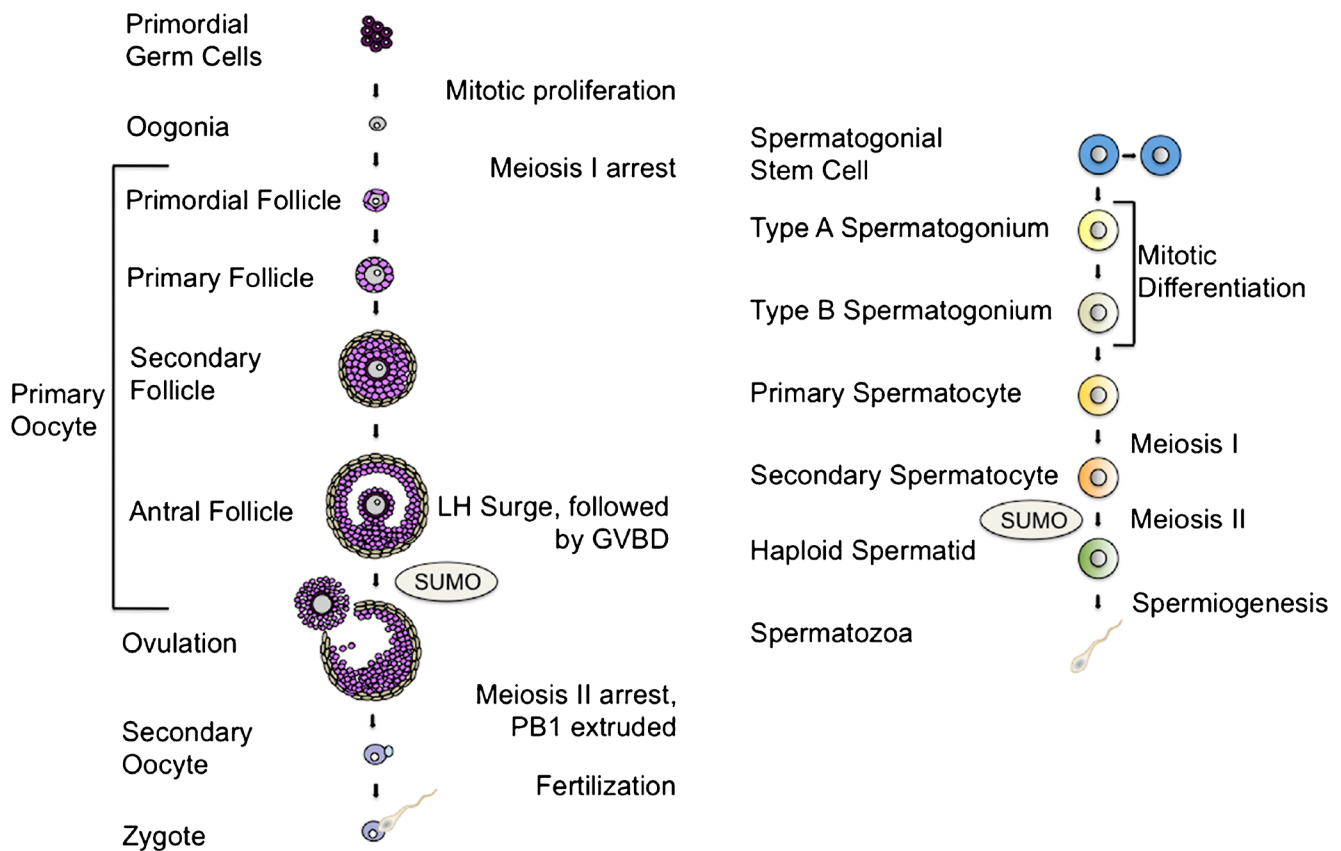 Primordial
Germ Cells
Mitotic proliferation
Oogonia
Meiosis I arrest
Primordial Follicle
Primary Follicle
Secondary
Follicle
Primary
Oocyte
Antral Follicle
LH Surge, followed
by GVBD
SUMO
Ovulation
Meiosis II arrest,
PB1 extruded
Secondary
Oocyte
Fertilization
Zygote
Spermatogonial
Stem Cell
Type A Spermatogonium
Mitotic
Differentiation
Type B Spermatogonium
Primary Spermatocyte
Meiosis I
Secondary Spermatocyte
SUMO
Meiosis II
Haploid Spermatid
Spermiogenesis
Spermatozoa